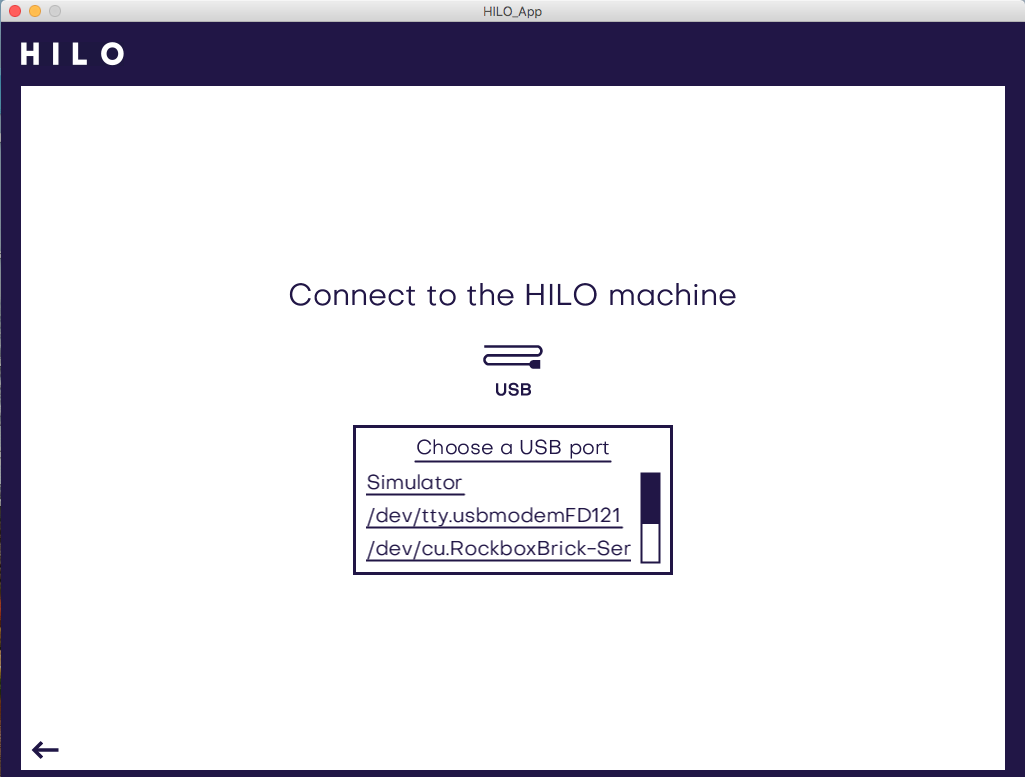 HILO_App
HILO
Connect to the HILO machine
USB
Choose a USB port
Simulator
/dev/tty.usbmodemFD121
/dev/cu.RockboxBrick-Ser